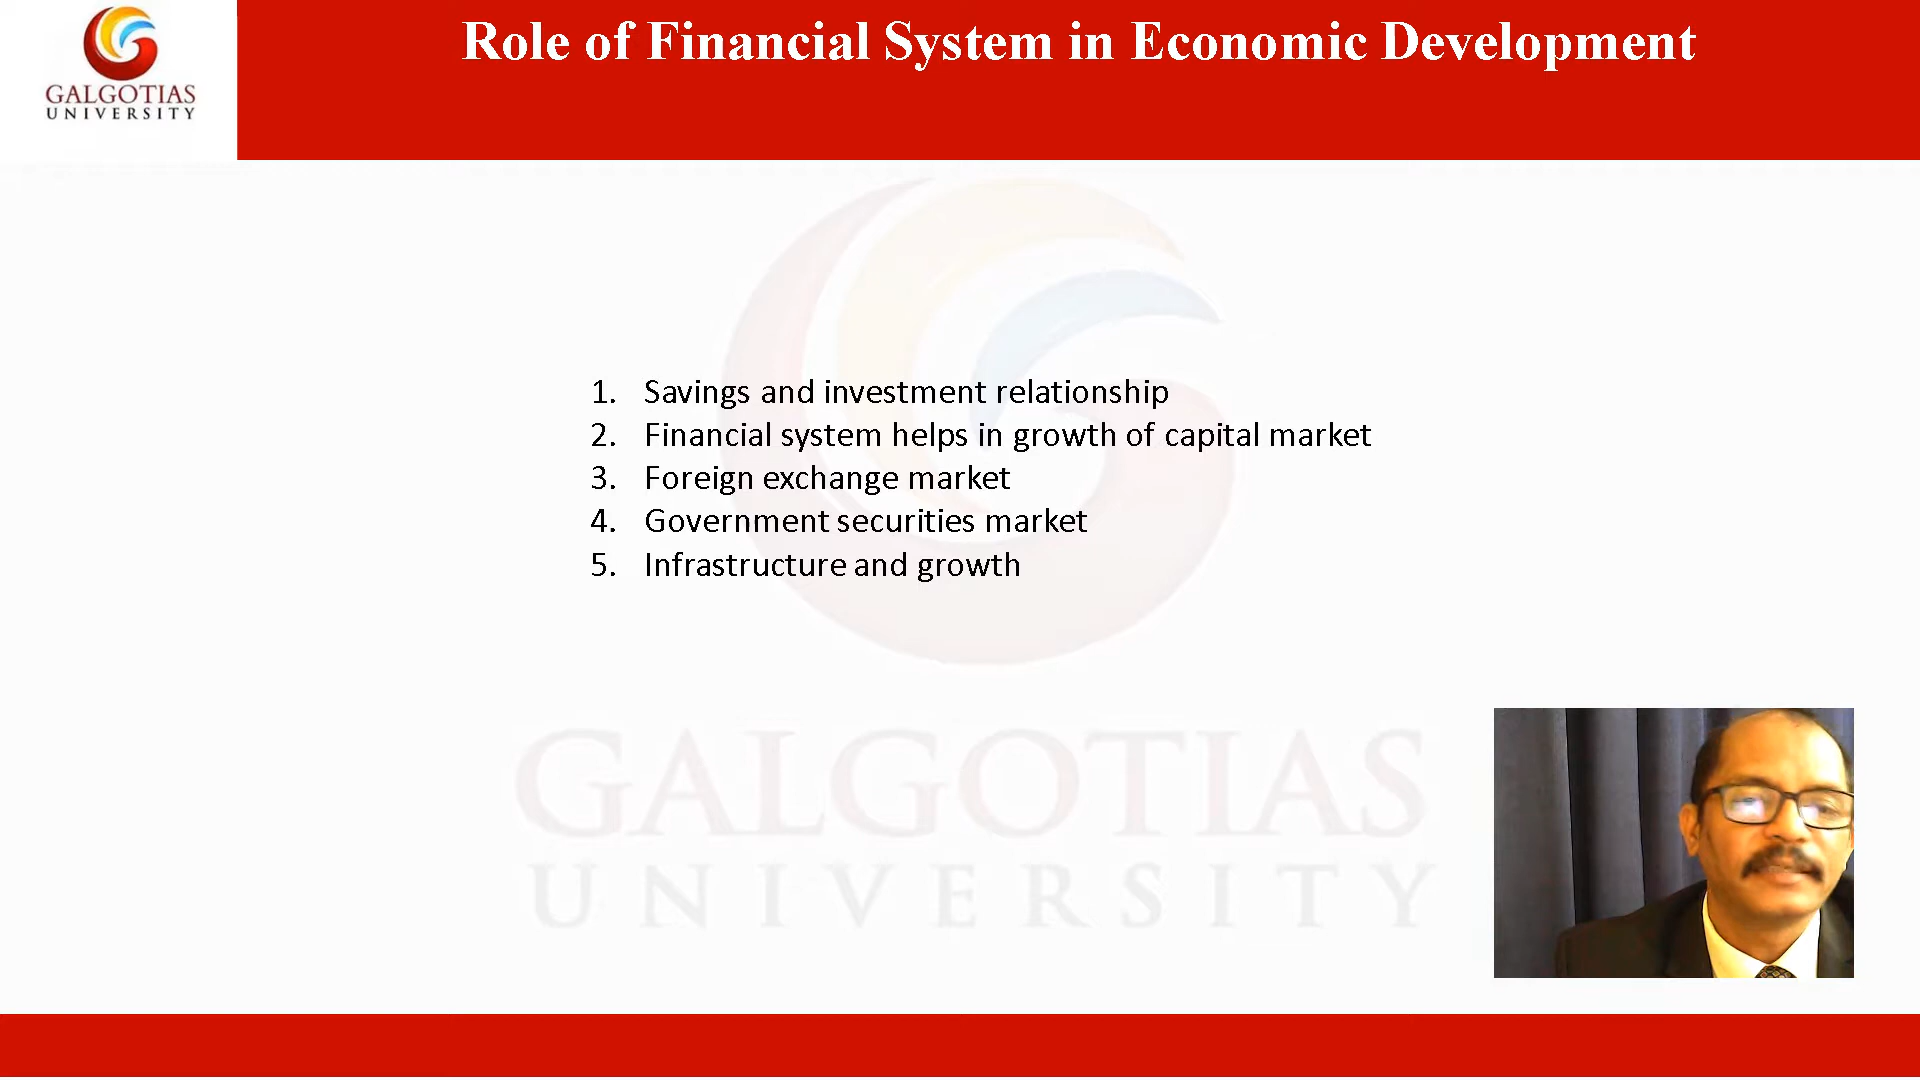 GALGOTIAS
UNIVERSITY
Role of Financial System in Economic Development
1. Savings and investment relationship
2. Financial system helps in growth of capital market
3. Foreign exchange market
4. Government securities market
5. Infrastructure and growth
GALGOTIAS
UNIVERSITY